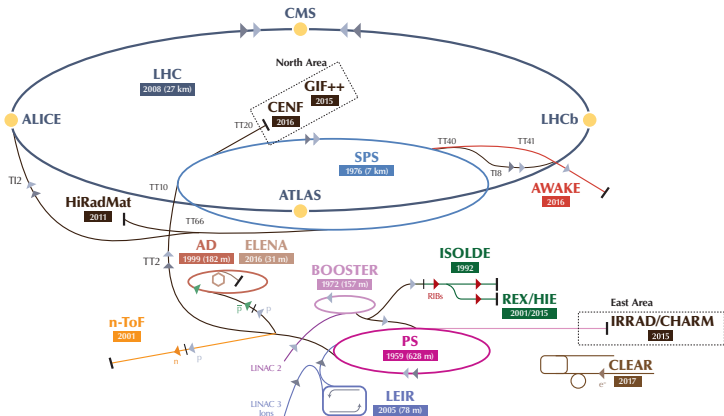 CMS
North Area
LHC
2008 (27 km)
GIF++
2015
CENF
2016
ALICE
LHCb
TT20
TT40
TT41
SPS
1976 (7 km)
TI2
TI8
TT10
ATLAS
AWAKE
2016
HiRadMat
2011
TT66
AD
1999 (182 m)
ELENA
2016 (31 m)
TT2
BOOSTER
1972 (157 m)
ISOLDE
1992
RIBs
REX/HIE
2001/2015
East Area
p̅
p
n-ToF
2001
IRRAD/CHARM
2015
PS
1959 (628 m)
n
p
LINAC 2
CLEAR
2017
e⁻
LINAC 3
Ions
LEIR
2005 (78 m)